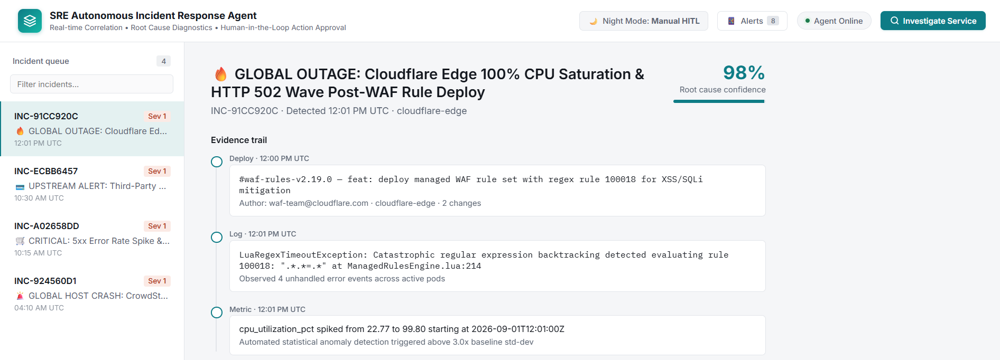 SRE Autonomous Incident Response Agent
Real-time Correlation • Root Cause Diagnostics • Human-in-the-Loop Action Approval
Night Mode: Manual HITL
Alerts 8
Agent Online
Investigate Service
Incident queue 4
Filter incidents...
INC-91CC920C Sev 1
GLOBAL OUTAGE: Cloudflare Ed...
12:01 PM UTC
INC-ECBB6457 Sev 1
UPSTREAM ALERT: Third-Party ...
10:30 AM UTC
INC-A02658DD Sev 1
CRITICAL: 5xx Error Rate Spike &...
10:15 AM UTC
INC-924560D1 Sev 1
GLOBAL HOST CRASH: CrowdSt...
04:10 AM UTC
GLOBAL OUTAGE: Cloudflare Edge 100% CPU Saturation &
HTTP 502 Wave Post-WAF Rule Deploy
INC-91CC920C · Detected 12:01 PM UTC · cloudflare-edge
98%
Root cause confidence
Evidence trail
Deploy · 12:00 PM UTC
#waf-rules-v2.19.0 — feat: deploy managed WAF rule set with regex rule 100018 for XSS/SQLi
mitigation
Author: waf-team@cloudflare.com · cloudflare-edge · 2 changes
Log · 12:01 PM UTC
LuaRegexTimeoutException: Catastrophic regular expression backtracking detected evaluating rule
100018: ".*.*=.*" at ManagedRulesEngine.lua:214
Observed 4 unhandled error events across active pods
Metric · 12:01 PM UTC
cpu_utilization_pct spiked from 22.77 to 99.80 starting at 2026-09-01T12:01:00Z
Automated statistical anomaly detection triggered above 3.0x baseline std-dev